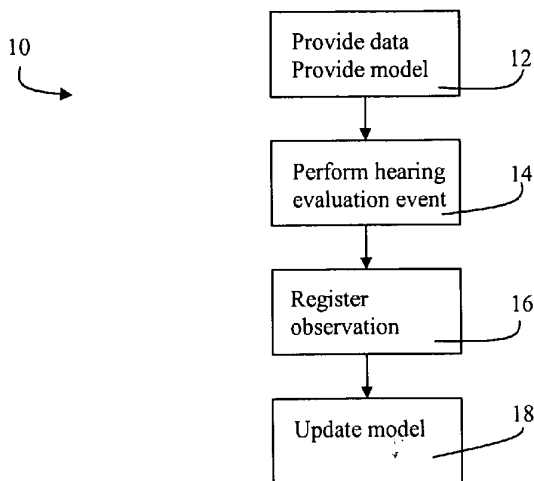 10
Provide data
Provide model
12
Perform hearing
evaluation event
14
Register
observation
16
Update model
18